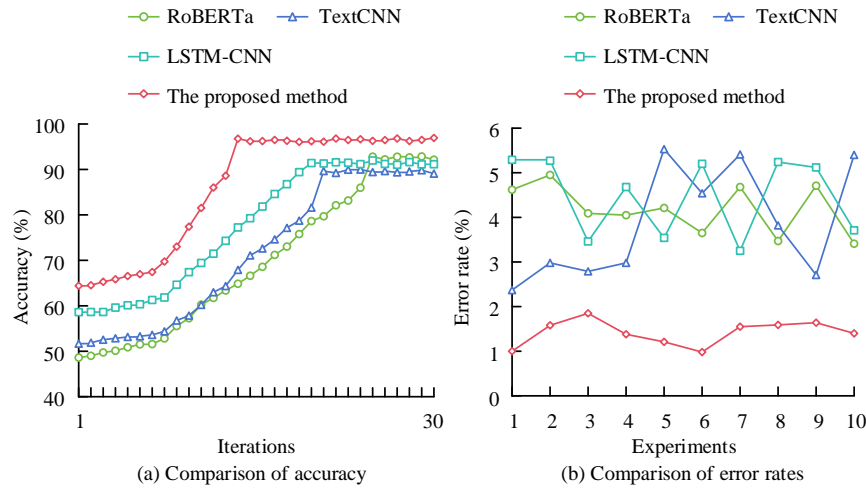 RoBERTa TextCNN
LSTM-CNN
The proposed method
100
90
80
70
60
50
40
Accuracy (%)
1 30
Iterations
(a) Comparison of accuracy
RoBERTa TextCNN
LSTM-CNN
The proposed method
6
5
4
3
2
1
0
Error rate (%)
1 2 3 4 5 6 7 8 9 10
Experiments
(b) Comparison of error rates